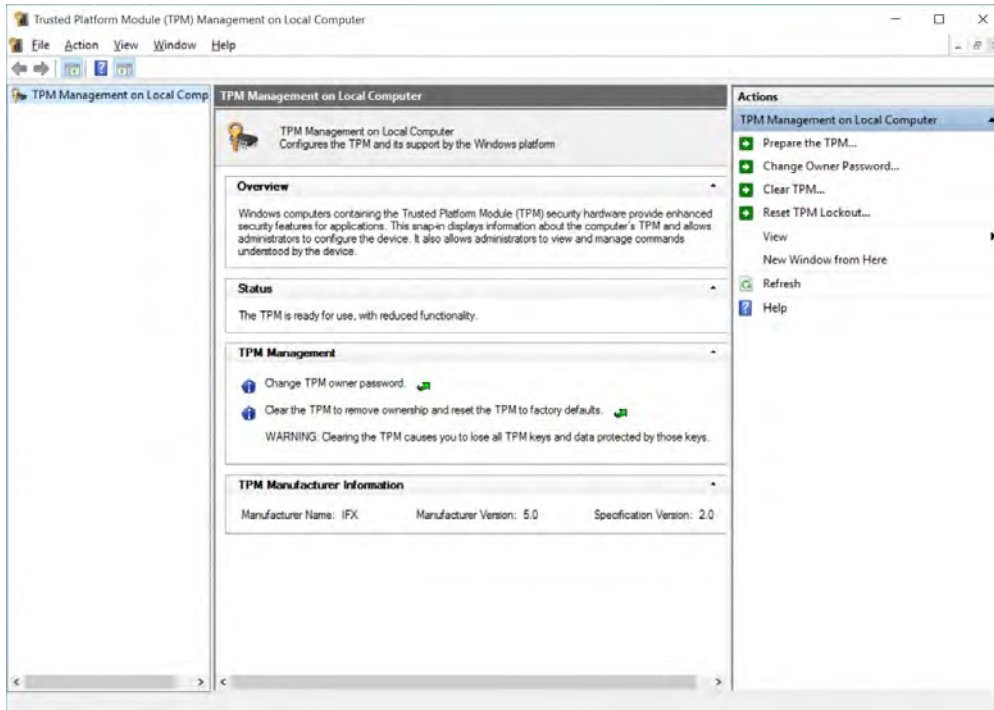 Trusted Platform Module (TPM) Management on Local Computer
File Action View Window Help
TPM Management on Local Comp
TPM Management on Local Computer
TPM Management on Local Computer
Configures the TPM and its support by the Windows platform
Overview
Windows computers containing the Trusted Platform Module (TPM) security hardware provide enhanced
security features for applications. This snap-in displays information about the computer's TPM and allows
administrators to configure the device. It also allows administrators to view and manage commands
understood by the device.
Status
The TPM is ready for use, with reduced functionality.
TPM Management
Change TPM owner password.
Clear the TPM to remove ownership and reset the TPM to factory defaults.
WARNING: Clearing the TPM causes you to lose all TPM keys and data protected by those keys.
TPM Manufacturer Information
Manufacturer Name: IFX Manufacturer Version: 5.0 Specification Version: 2.0
Actions
TPM Management on Local Computer
Prepare the TPM...
Change Owner Password...
Clear TPM...
Reset TPM Lockout...
View
New Window from Here
Refresh
Help